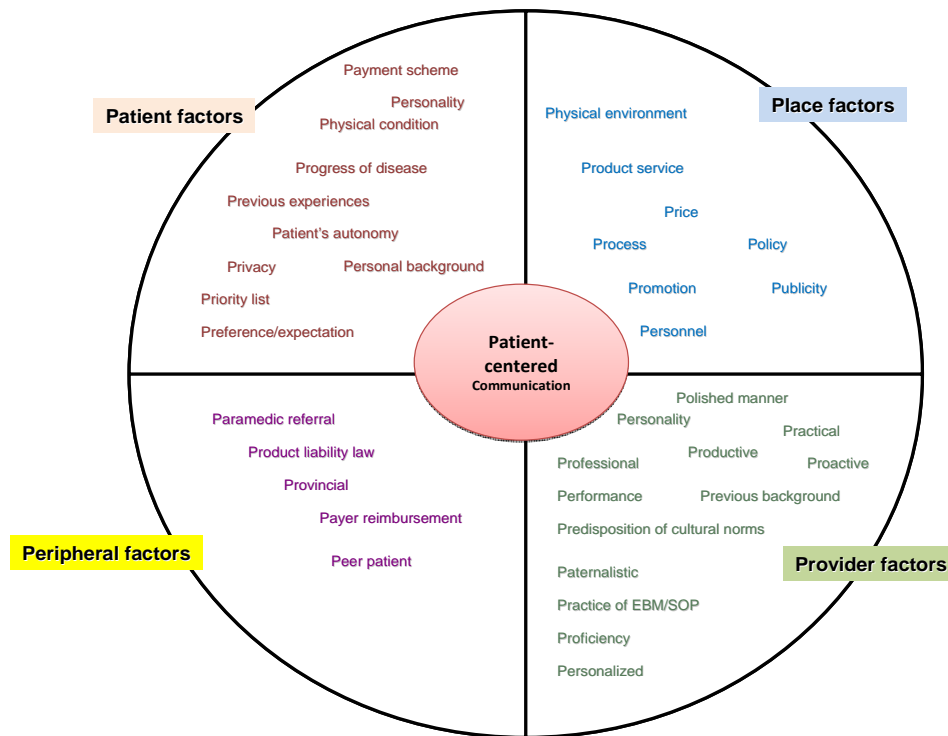 Patient factors
Payment scheme
Personality
Physical condition
Progress of disease
Previous experiences
Patient's autonomy
Privacy
Personal background
Priority list
Preference/expectation
Place factors
Physical environment
Product service
Price
Process
Policy
Promotion
Publicity
Personnel
Patient-
centered
Communication
Peripheral factors
Paramedic referral
Product liability law
Provincial
Payer reimbursement
Peer patient
Provider factors
Polished manner
Personality
Practical
Productive
Professional
Proactive
Performance
Previous background
Predisposition of cultural norms
Paternalistic
Practice of EBM/SOP
Proficiency
Personalized